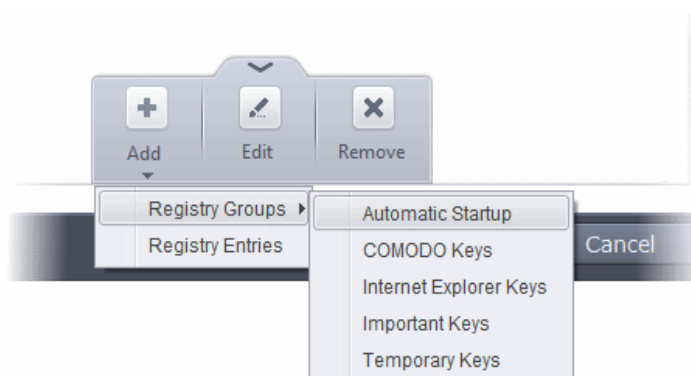 Add Edit Remove
Registry Groups
Registry Entries
Automatic Startup
COMODO Keys
Internet Explorer Keys
Important Keys
Temporary Keys
Cancel